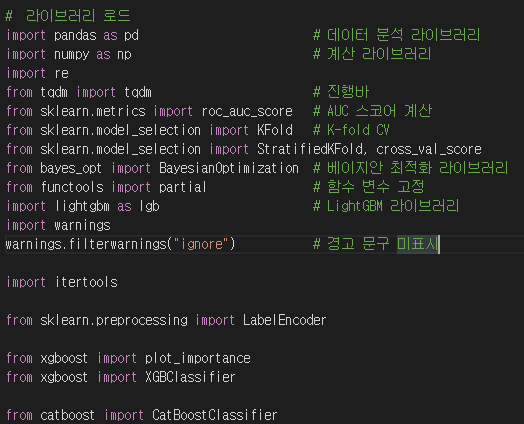 # 라이브러리 로드
import pandas as pd # 데이터 분석 라이브러리
import numpy as np # 계산 라이브러리
import re
from tqdm import tqdm # 진행바
from sklearn.metrics import roc_auc_score # AUC 스코어 계산
from sklearn.model_selection import KFold # K-fold CV
from sklearn.model_selection import StratifiedKFold, cross_val_score
from bayes_opt import BayesianOptimization # 베이지안 최적화 라이브러리
from functools import partial # 함수 변수 고정
import lightgbm as lgb # LightGBM 라이브러리
import warnings
warnings.filterwarnings("ignore") # 경고 문구 미표시
import itertools
from sklearn.preprocessing import LabelEncoder
from xgboost import plot_importance
from xgboost import XGBClassifier
from catboost import CatBoostClassifier